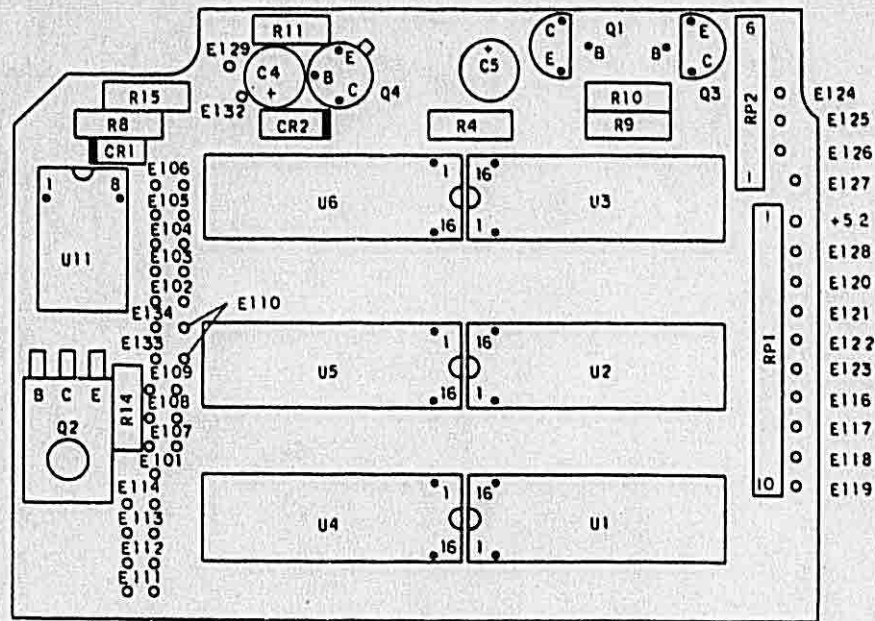 R11
E129
C4
+
E
B
C
Q4
+
C5
C
E
Q1
B
B
E
C
Q3
6
RP2
1
E124
E125
E126
E127
R15
E132
R8
CR2
R4
R10
R9
CR1
1
8
U11
E106
E105
E104
E103
E102
E134
E133
E110
U6
1
16
16
1
U3
1
RP1
10
+5.2
E128
E120
E121
E122
E123
E116
E117
E118
E119
U5
1
16
16
1
U2
B C E
Q2
R14
E109
E108
E107
E101
E114
E113
E112
E111
U4
1
16
16
1
U1